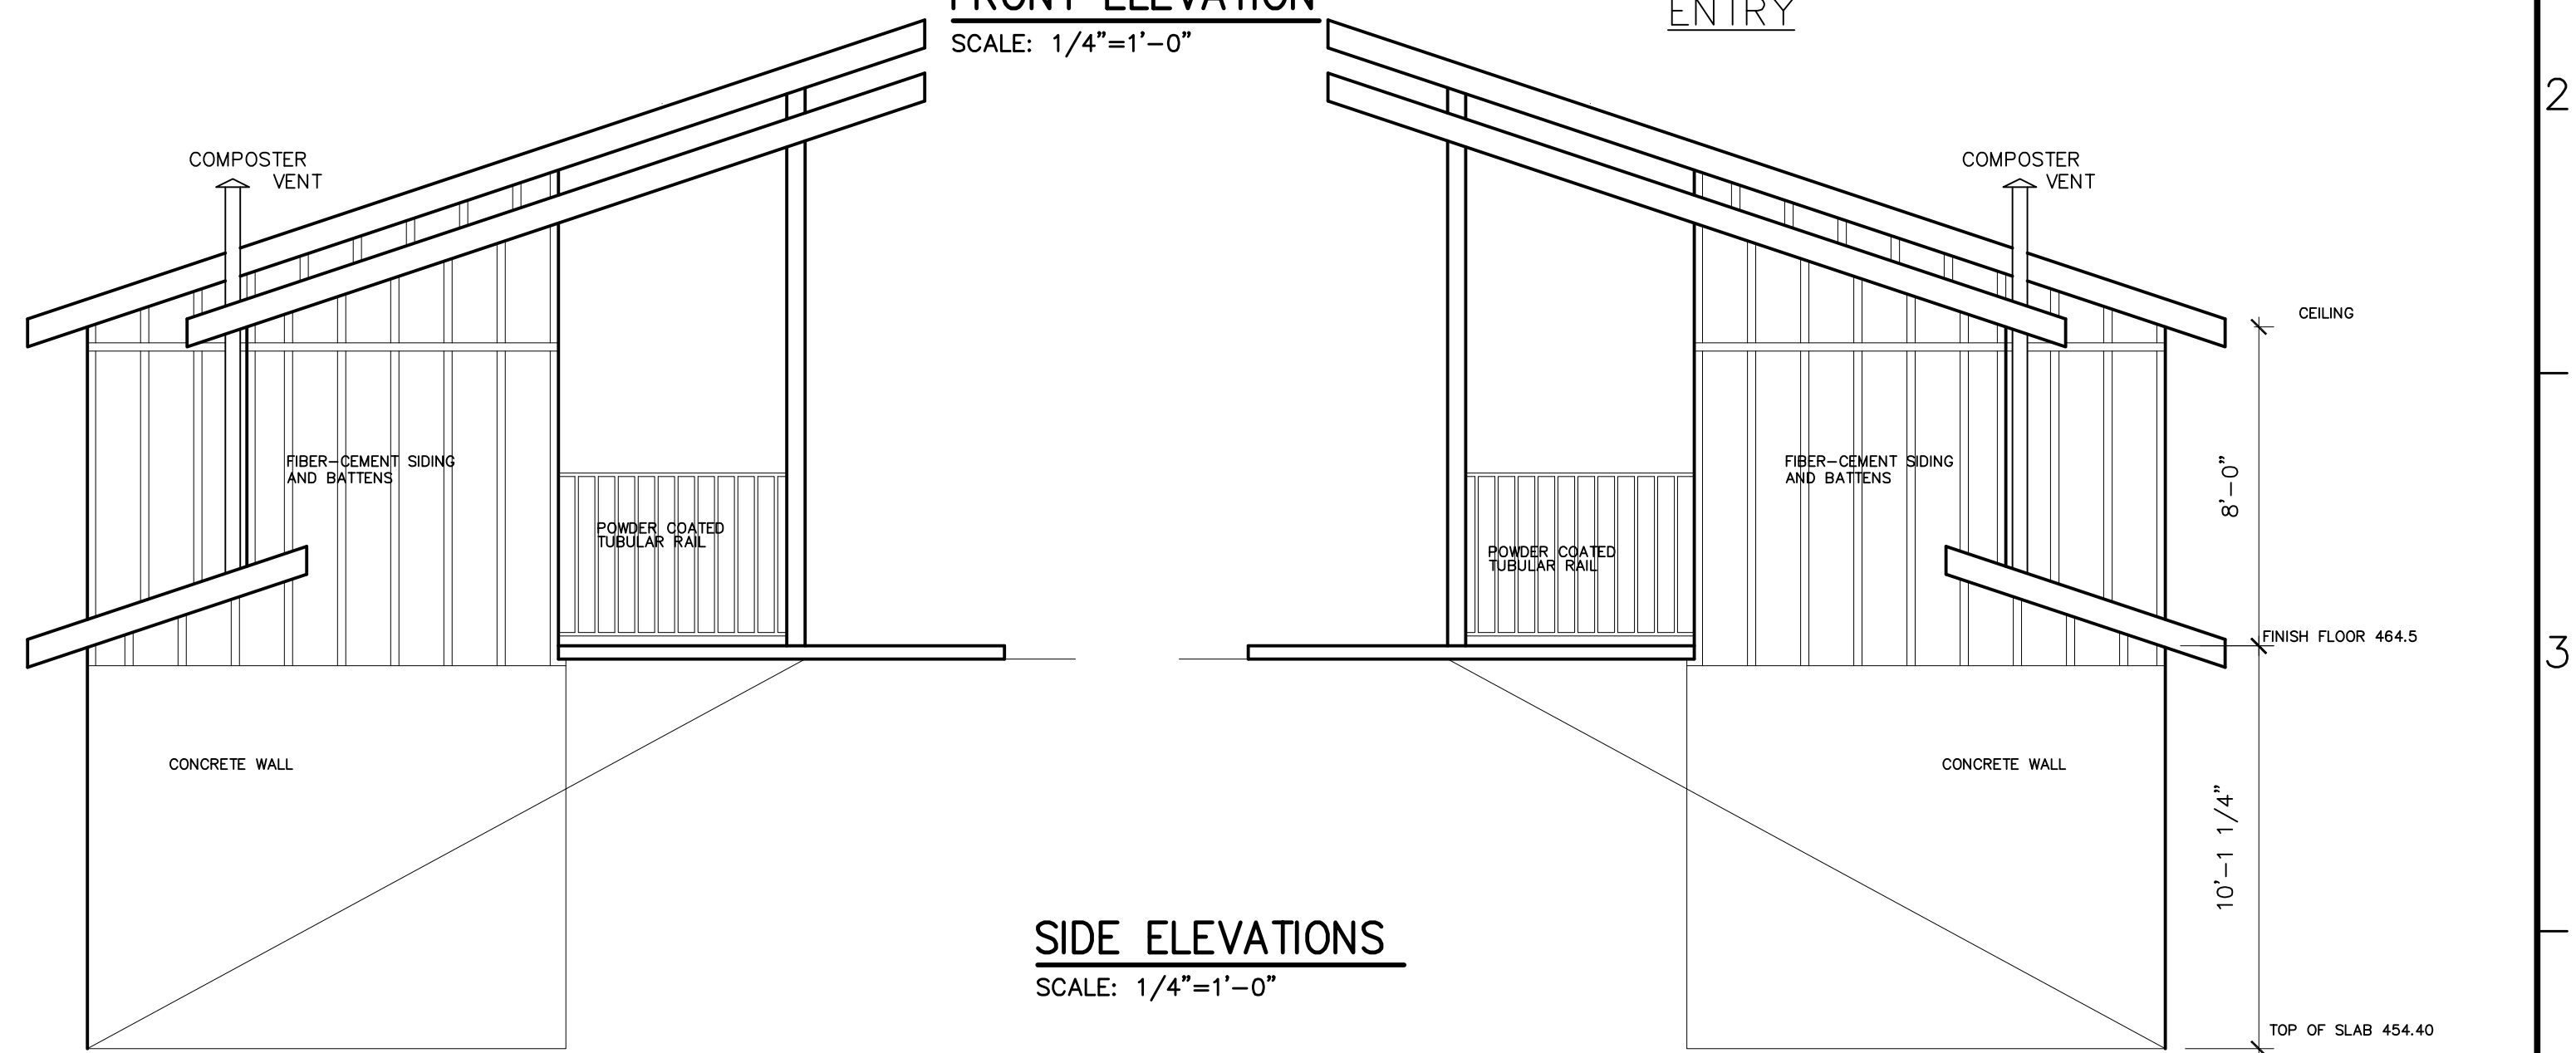 FRONT ELEVATION
SCALE: 1/4"=1'-0"
ENTRY
2
COMPOSTER
VENT
COMPOSTER
VENT
CEILING
FIBER-CEMENT SIDING
AND BATTENS
FIBER-CEMENT SIDING
AND BATTENS
8'-0"
POWDER COATED
TUBULAR RAIL
POWDER COATED
TUBULAR RAIL
FINISH FLOOR 464.5
3
CONCRETE WALL
CONCRETE WALL
10'-1 1/4"
SIDE ELEVATIONS
SCALE: 1/4"=1'-0"
TOP OF SLAB 454.40